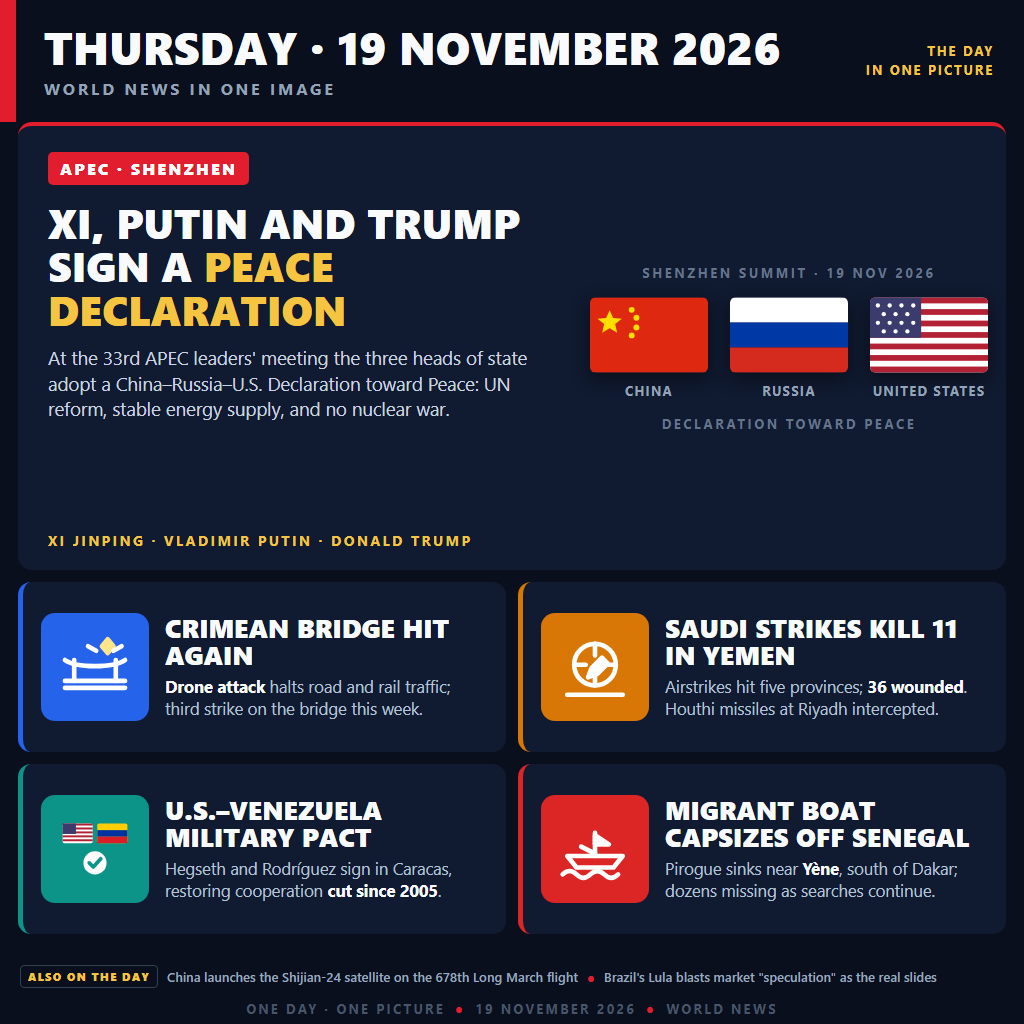 THURSDAY · 19 NOVEMBER 2026
WORLD NEWS IN ONE IMAGE
THE DAY
IN ONE PICTURE
APEC · SHENZHEN
XI, PUTIN AND TRUMP
SIGN A PEACE
DECLARATION
At the 33rd APEC leaders' meeting the three heads of state
adopt a China–Russia–U.S. Declaration toward Peace: UN
reform, stable energy supply, and no nuclear war.
XI JINPING · VLADIMIR PUTIN · DONALD TRUMP
SHENZHEN SUMMIT · 19 NOV 2026
CHINA
RUSSIA
UNITED STATES
DECLARATION TOWARD PEACE
CRIMEAN BRIDGE HIT
AGAIN
Drone attack halts road and rail traffic;
third strike on the bridge this week.
SAUDI STRIKES KILL 11
IN YEMEN
Airstrikes hit five provinces; 36 wounded.
Houthi missiles at Riyadh intercepted.
U.S.–VENEZUELA
MILITARY PACT
Hegseth and Rodríguez sign in Caracas,
restoring cooperation cut since 2005.
MIGRANT BOAT
CAPSIZES OFF SENEGAL
Pirogue sinks near Yène, south of Dakar;
dozens missing as searches continue.
ALSO ON THE DAY
China launches the Shijian-24 satellite on the 678th Long March flight • Brazil's Lula blasts market "speculation" as the real slides
ONE DAY · ONE PICTURE • 19 NOVEMBER 2026 • WORLD NEWS